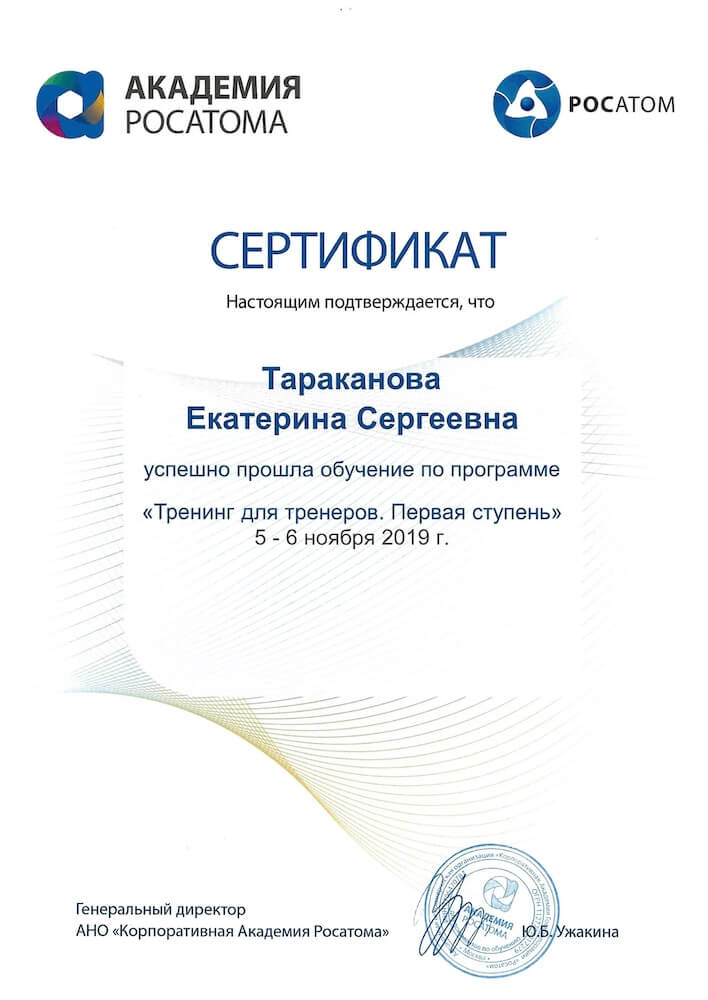 АКАДЕМИЯ
РОСАТОМА
РОСАТОМ
СЕРТИФИКАТ
Настоящим подтверждается, что
Тараканова
Екатерина Сергеевна
успешно прошла обучение по программе
«Тренинг для тренеров. Первая ступень»
5 - 6 ноября 2019 г.
Генеральный директор
АНО «Корпоративная Академия Росатома»
Ю.Б. Ужакина
АКАДЕМИЯ
РОСАТОМА